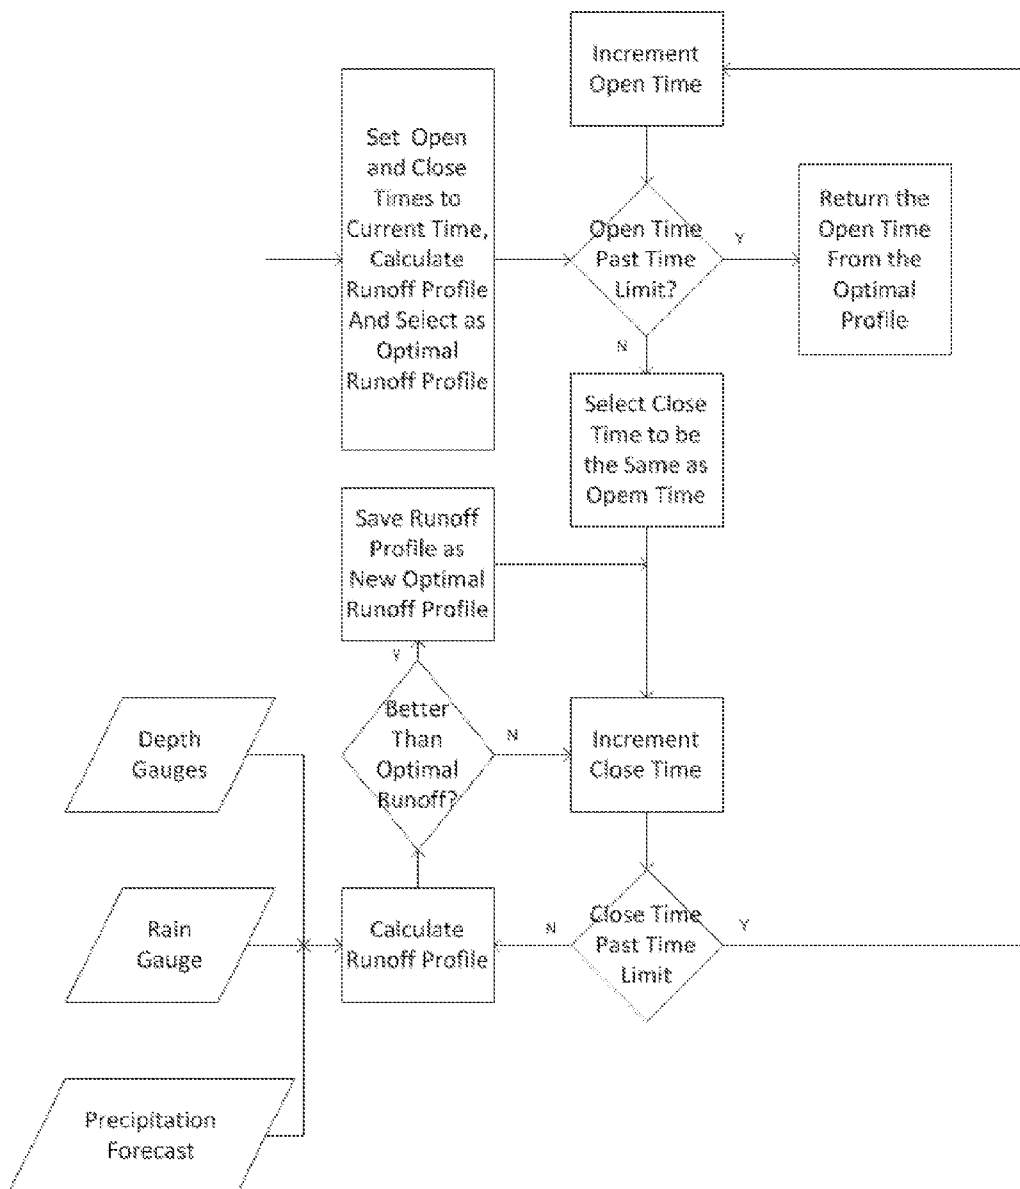 Increment
Open Time
Set Open
and Close
Times to
Current Time,
Calculate
Runoff Profile
And Select as
Optimal
Runoff Profile
Open Time
Past Time
Limit?
Y
Return the
Open Time
From the
Optimal
Profile
N
Select Close
Time to be
the Same as
Opem Time
Save Runoff
Profile as
New Optimal
Runoff Profile
Y
Better
Than
Optimal
Runoff?
N
Increment
Close Time
Depth
Gauges
Rain
Gauge
Calculate
Runoff Profile
N
Close Time
Past Time
Limit
Y
Precipitation
Forecast